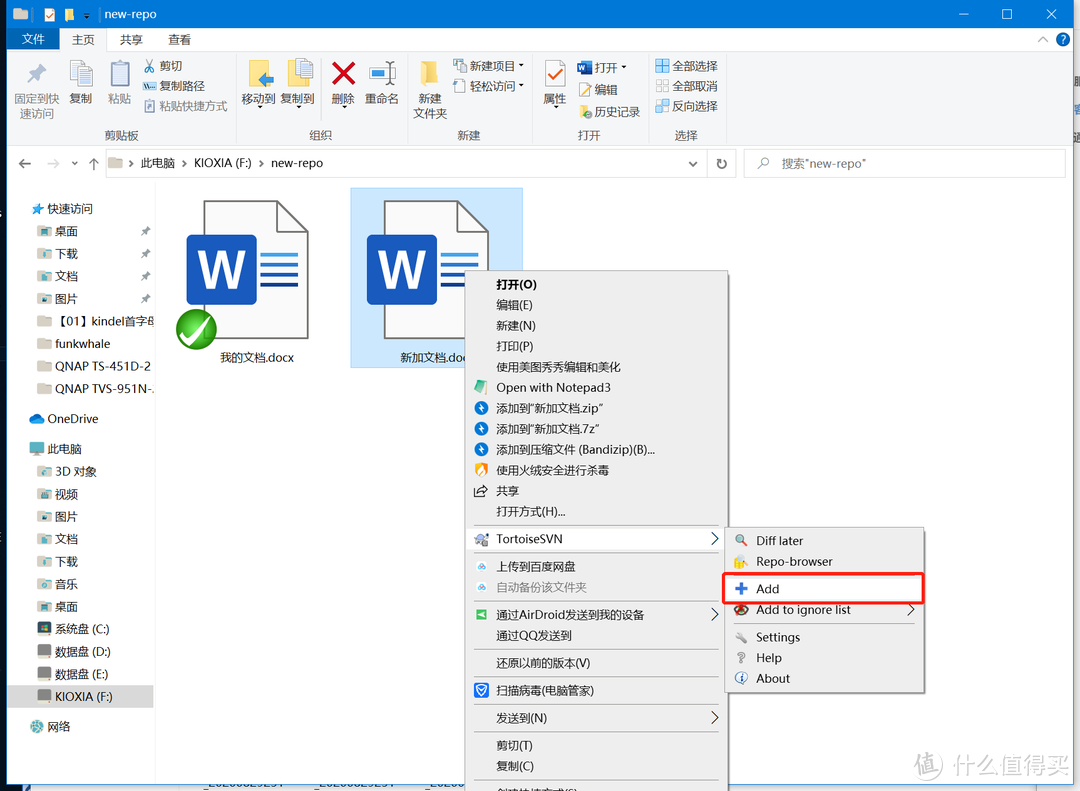 new-repo
文件 主页 共享 查看
固定到快
速访问
复制
粘贴
剪切
复制路径
粘贴快捷方式
剪贴板
移动到 复制到
删除 重命名
组织
新建
文件夹
新建项目
轻松访问
新建
属性
打开
编辑
历史记录
打开
全部选择
全部取消
反向选择
选择
此电脑 > KIOXIA (F:) > new-repo
搜索"new-repo"
快速访问
桌面
下载
文档
图片
【01】kindel首字母
funkwhale
QNAP TS-451D-2
QNAP TVS-951N-.
OneDrive
此电脑
3D 对象
视频
图片
文档
下载
音乐
桌面
系统盘 (C:)
数据盘 (D:)
数据盘 (E:)
KIOXIA (F:)
网络
我的文档.docx
新加文档.doc
打开(O)
编辑(E)
新建(N)
打印(P)
使用美图秀秀编辑和美化
Open with Notepad3
添加到"新加文档.zip"
添加到"新加文档.7z"
添加到压缩文件 (Bandizip)(B)...
使用火绒安全进行杀毒
共享
打开方式(H)...
TortoiseSVN
上传到百度网盘
自动备份该文件夹
通过AirDroid发送到我的设备
通过QQ发送到
还原以前的版本(V)
扫描病毒(电脑管家)
发送到(N)
剪切(T)
复制(C)
Diff later
Repo-browser
Add
Add to ignore list
Settings
Help
About
值 什么值得买